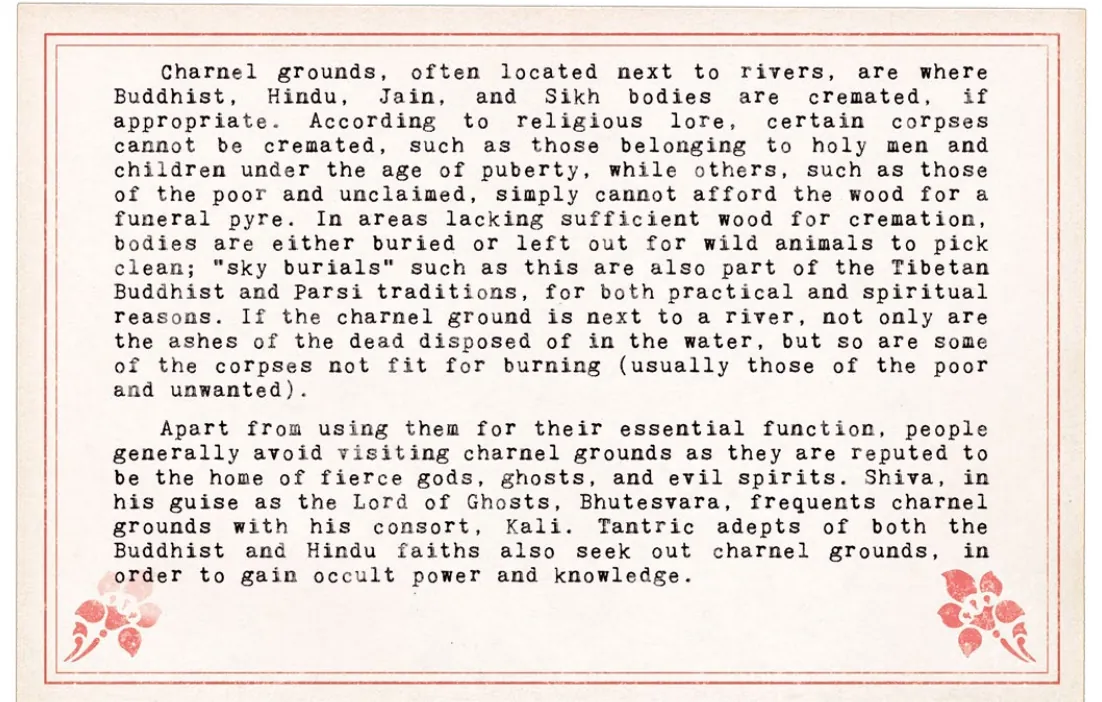 Charnel grounds, often located next to rivers, are where
Buddhist, Hindu, Jain, and Sikh bodies are cremated, if
appropriate. According to religious lore, certain corpses
cannot be cremated, such as those belonging to holy men and
children under the age of puberty, while others, such as those
of the poor and unclaimed, simply cannot afford the wood for a
funeral pyre. In areas lacking sufficient wood for cremation,
bodies are either buried or left out for wild animals to pick
clean; "sky burials" such as this are also part of the Tibetan
Buddhist and Parsi traditions, for both practical and spiritual
reasons. If the charnel ground is next to a river, not only are
the ashes of the dead disposed of in the water, but so are some
of the corpses not fit for burning (usually those of the poor
and unwanted).
Apart from using them for their essential function, people
generally avoid visiting charnel grounds as they are reputed to
be the home of fierce gods, ghosts, and evil spirits. Shiva, in
his guise as the Lord of Ghosts, Bhutesvara, frequents charnel
grounds with his consort, Kali. Tantric adepts of both the
Buddhist and Hindu faiths also seek out charnel grounds, in
order to gain occult power and knowledge.